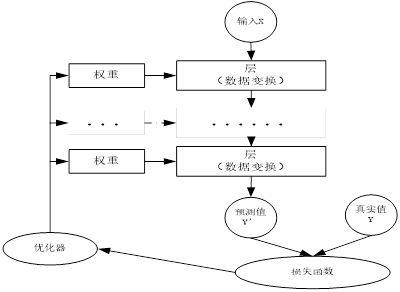 输入X
权重
层
（数据变换）
...
......
权重
层
（数据变换）
预测值
Y'
真实值
Y
优化器
损失函数